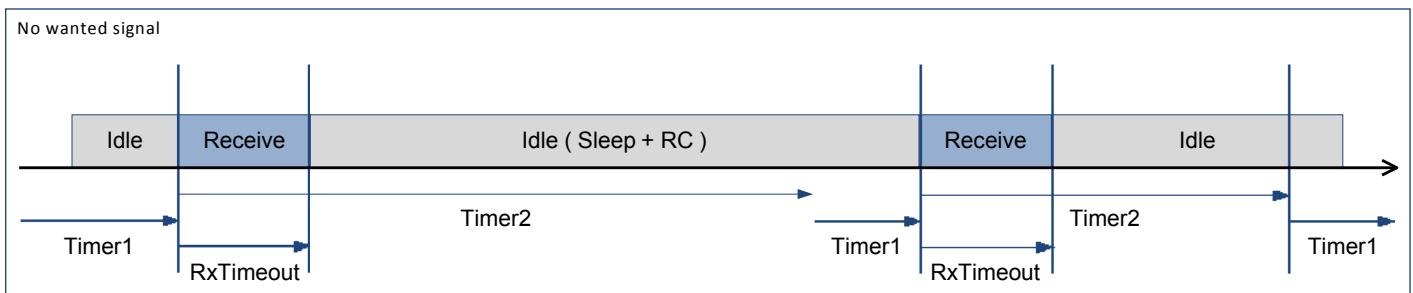 No wanted signal
Idle Receive Idle ( Sleep + RC ) Receive Idle
Timer2 Timer2
Timer1 Timer1 Timer1
RxTimeout RxTimeout